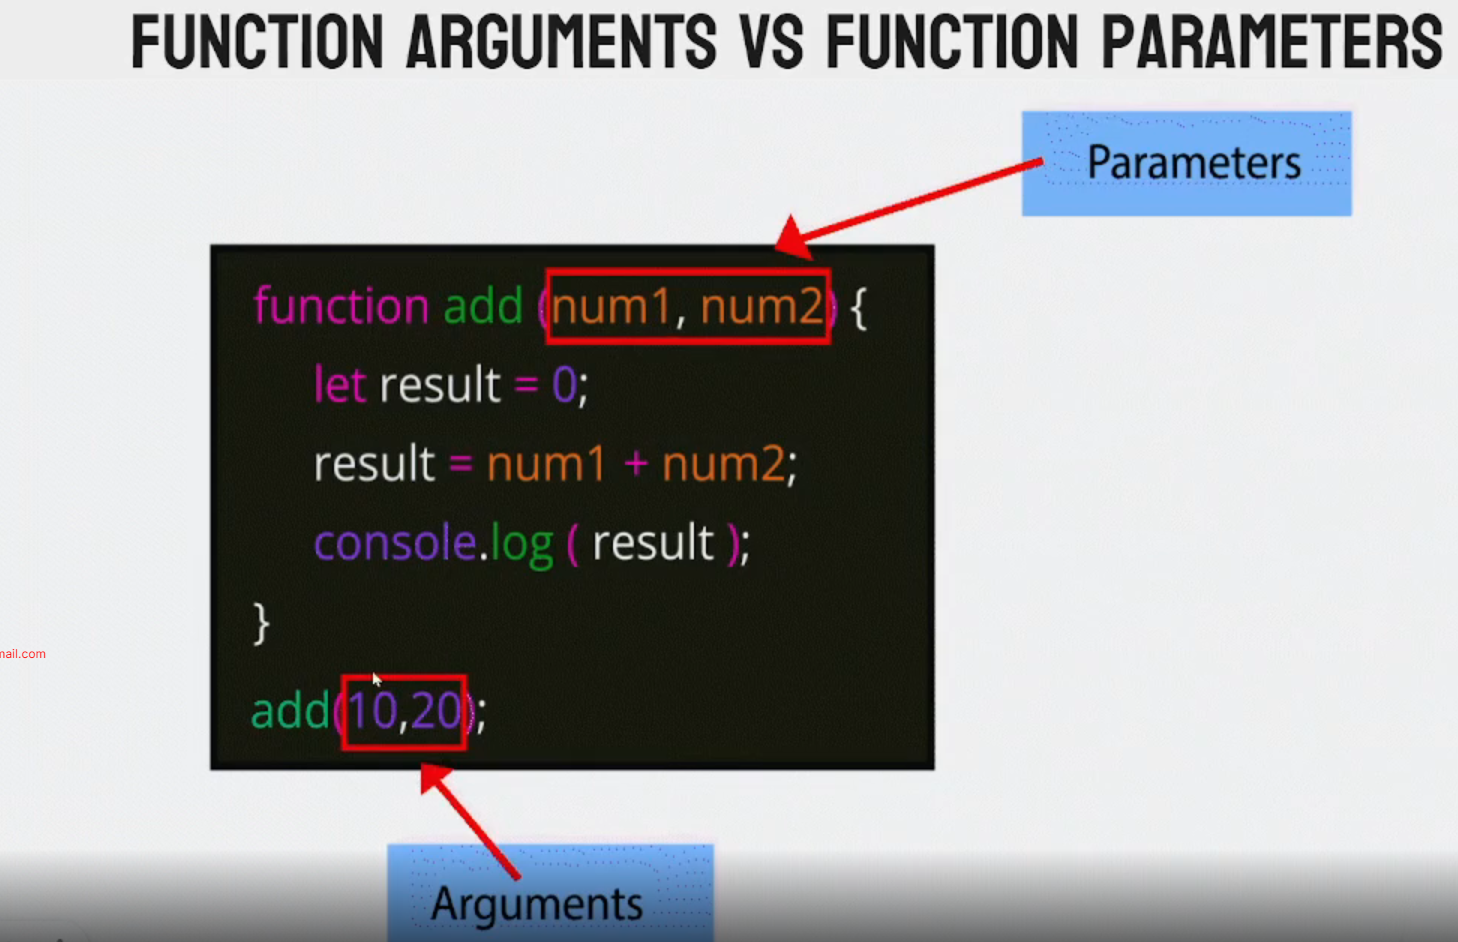 FUNCTION ARGUMENTS VS FUNCTION PARAMETERS
Parameters
function add (num1, num2) {
let result = 0;
result = num1 + num2;
console.log ( result );
}
mail.com
add(10,20);
Arguments